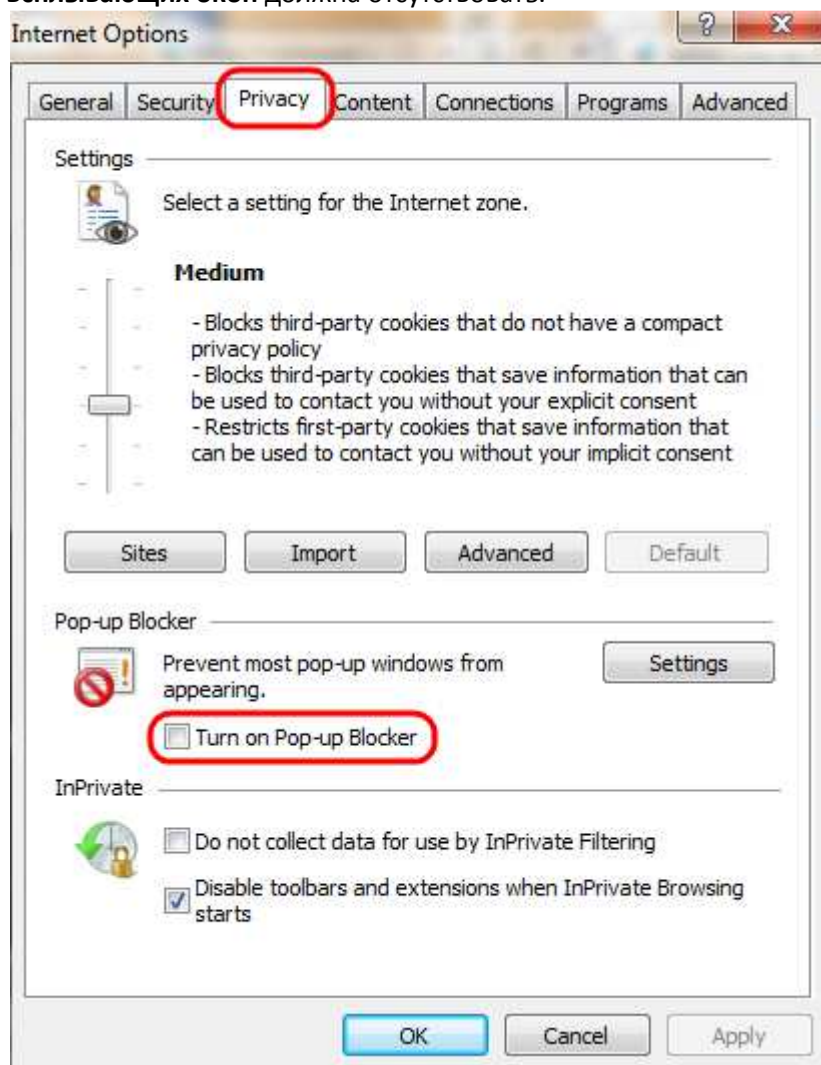 всплывающих окон должна отсутствовать.
Internet Options
General Security Privacy Content Connections Programs Advanced
Settings
Select a setting for the Internet zone.
Medium
- Blocks third-party cookies that do not have a compact
privacy policy
- Blocks third-party cookies that save information that can
be used to contact you without your explicit consent
- Restricts first-party cookies that save information that
can be used to contact you without your implicit consent
Sites Import Advanced Default
Pop-up Blocker
Prevent most pop-up windows from
appearing.
Settings
Turn on Pop-up Blocker
InPrivate
Do not collect data for use by InPrivate Filtering
Disable toolbars and extensions when InPrivate Browsing
starts
OK Cancel Apply